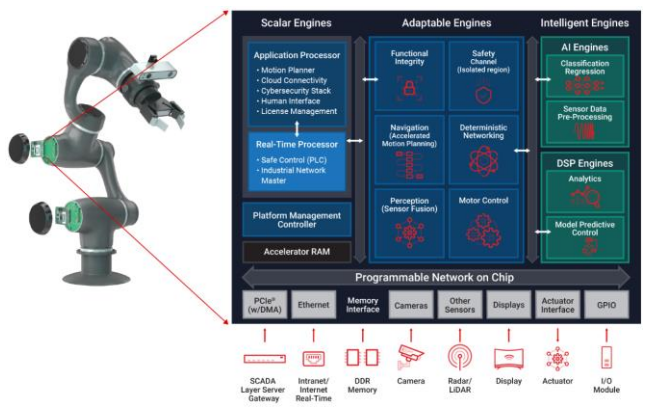 Scalar Engines
Adaptable Engines
Intelligent Engines
Application Processor
• Motion Planner
• Cloud Connectivity
• Cybersecurity Stack
• Human Interface
• License Management
Real-Time Processor
• Safe Control (PLC)
• Industrial Network
Master
Platform Management
Controller
Accelerator RAM
Functional
Integrity
Safety
Channel
(Isolated region)
Navigation
(Accelerated
Motion Planning)
Deterministic
Networking
Perception
(Sensor Fusion)
Motor Control
AI Engines
Classification
Regression
Sensor Data
Pre-Processing
DSP Engines
Analytics
Model Predictive
Control
Programmable Network on Chip
PCIe®
(w/DMA)
Ethernet
Memory
Interface
Cameras
Other
Sensors
Displays
Actuator
Interface
GPIO
SCADA
Layer Server
Gateway
Intranet/
Internet
Real-Time
DDR
Memory
Camera
Radar/
LiDAR
Display
Actuator
I/O
Module